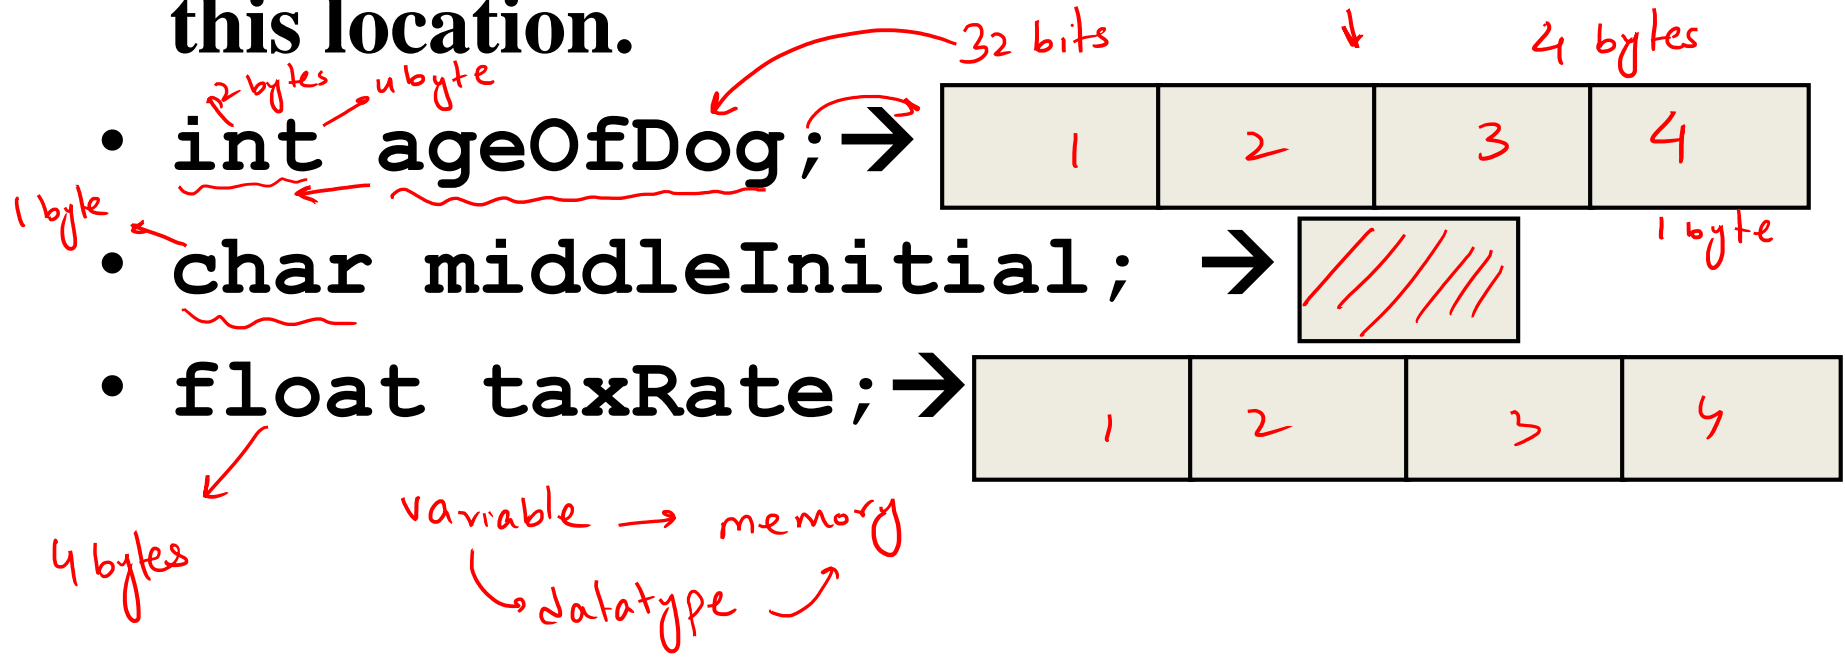 this location.
32 bits
4 bytes
2 bytes
4 byte
• int ageOfDog;→
1 2 3 4
1 byte
1 byte
• char middleInitial; →
• float taxRate;→
1 2 3 4
4 bytes
variable → memory
datatype